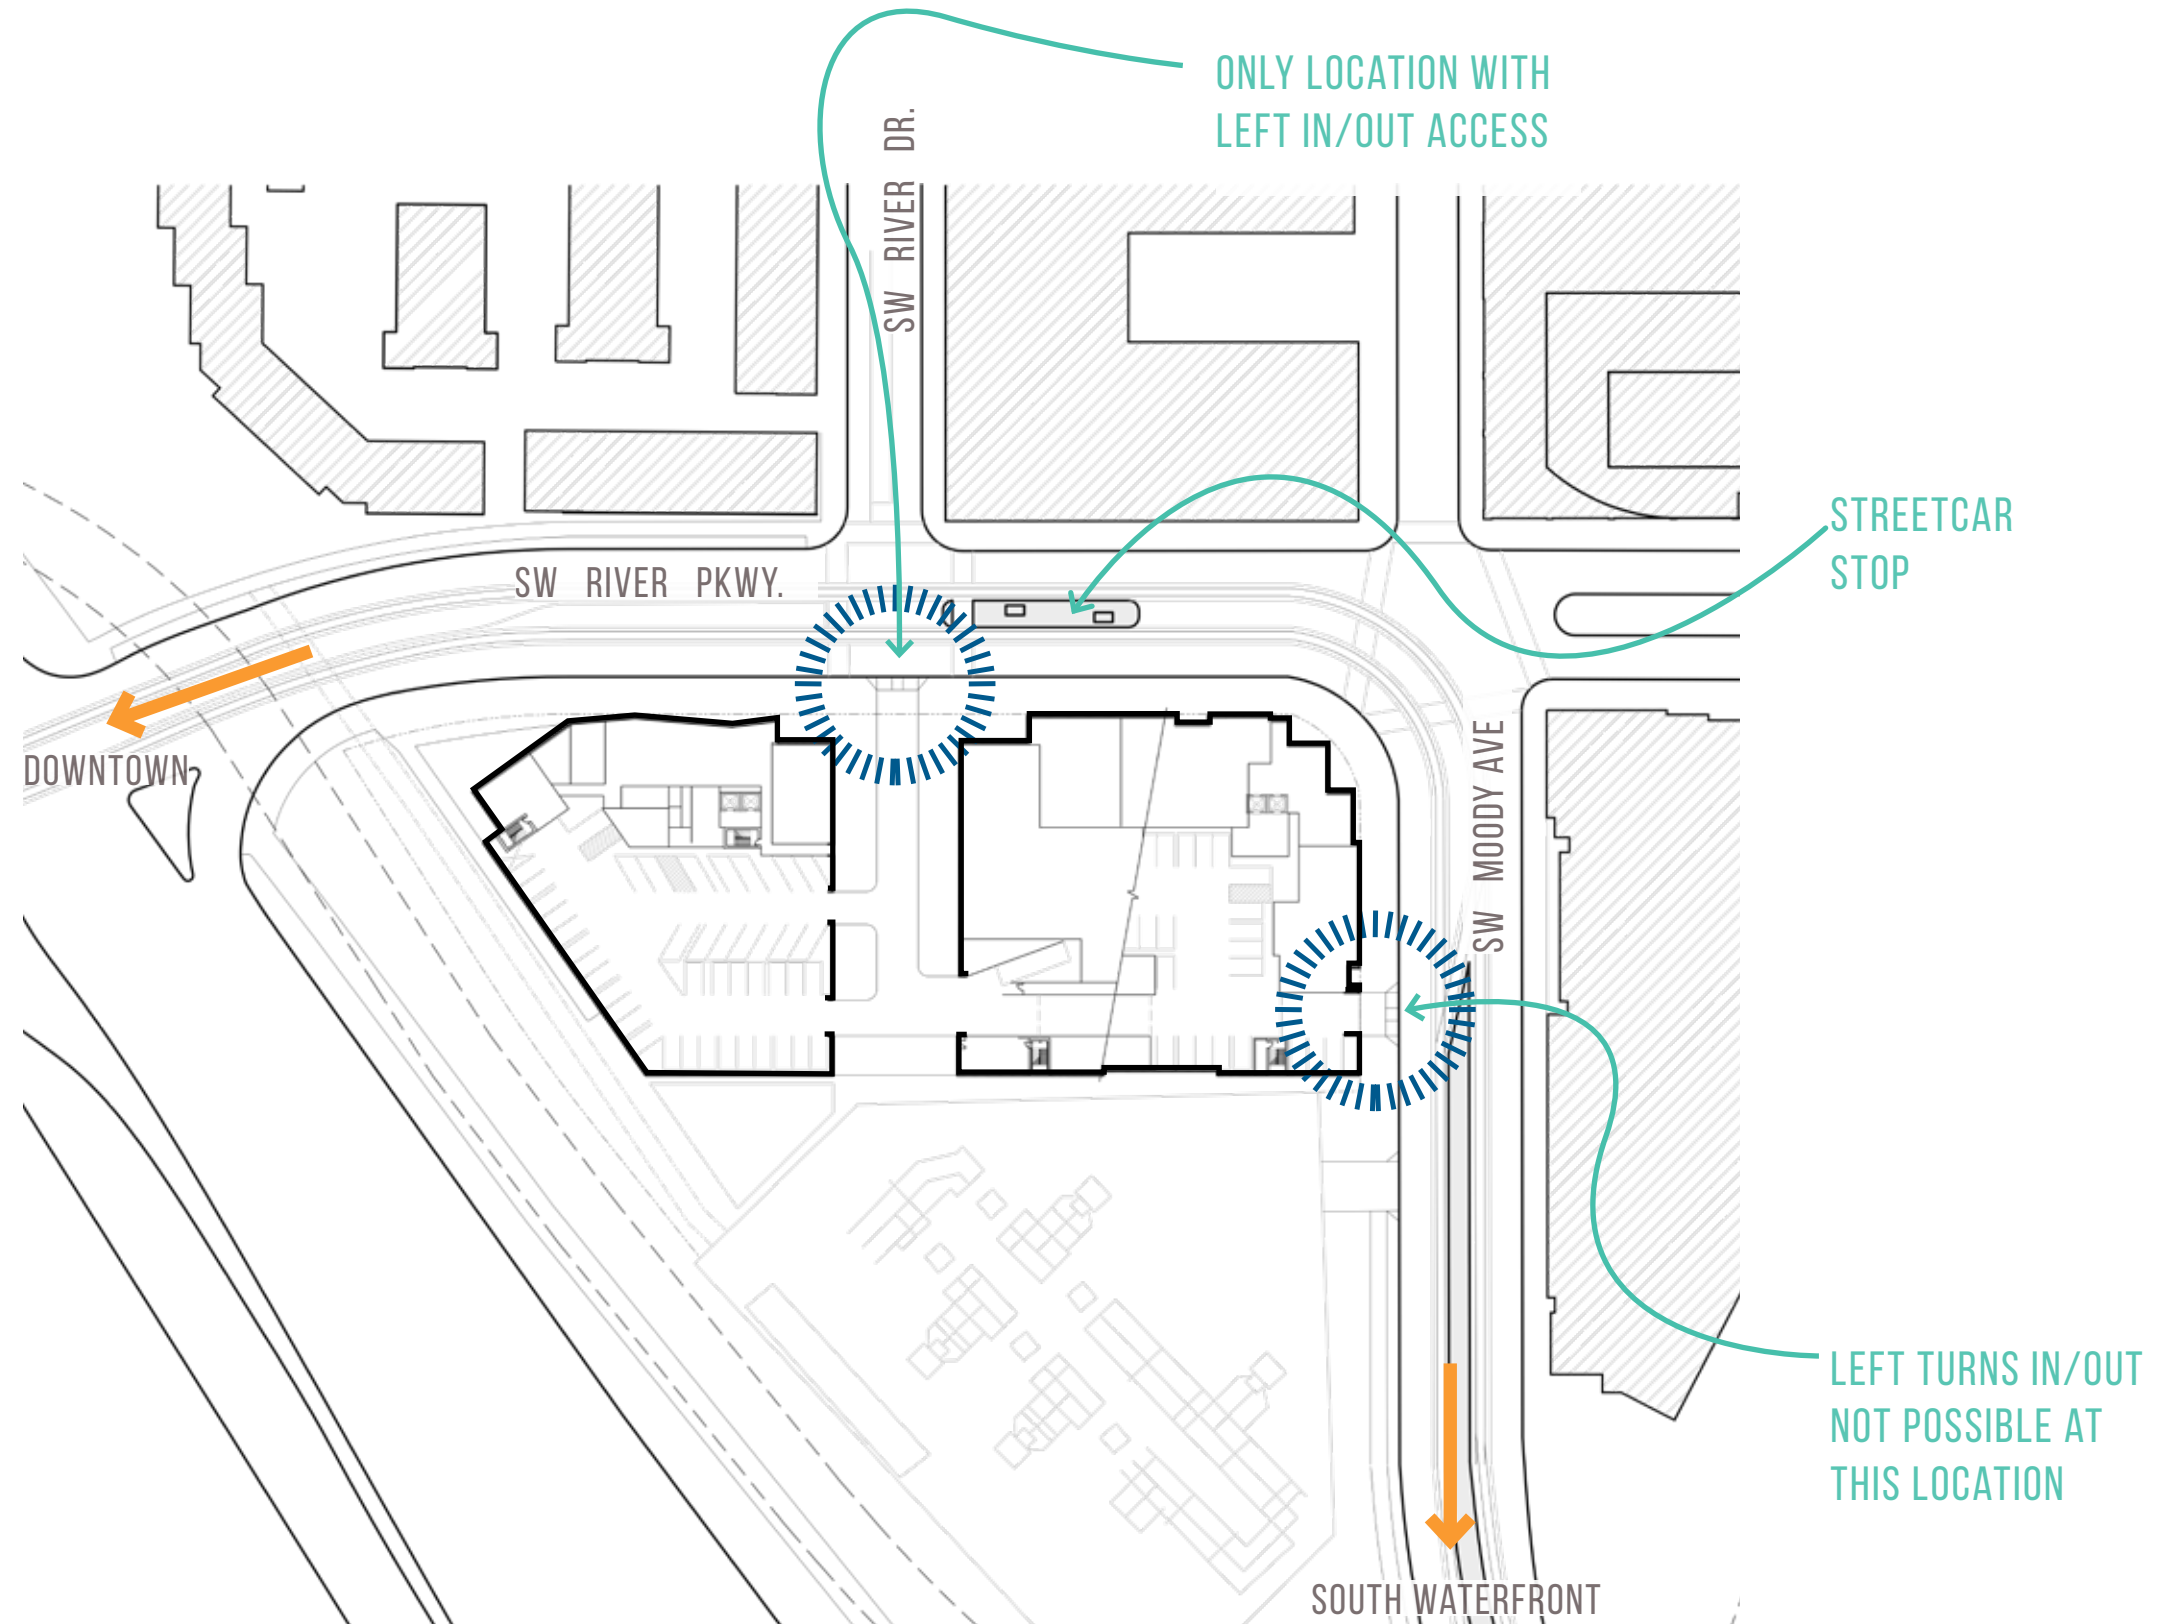 ONLY LOCATION WITH
LEFT IN/OUT ACCESS
SW RIVER DR.
STREETCAR
STOP
SW RIVER PKWY.
DOWNTOWN
SW MOODY AVE
LEFT TURNS IN/OUT
NOT POSSIBLE AT
THIS LOCATION
SOUTH WATERFRONT